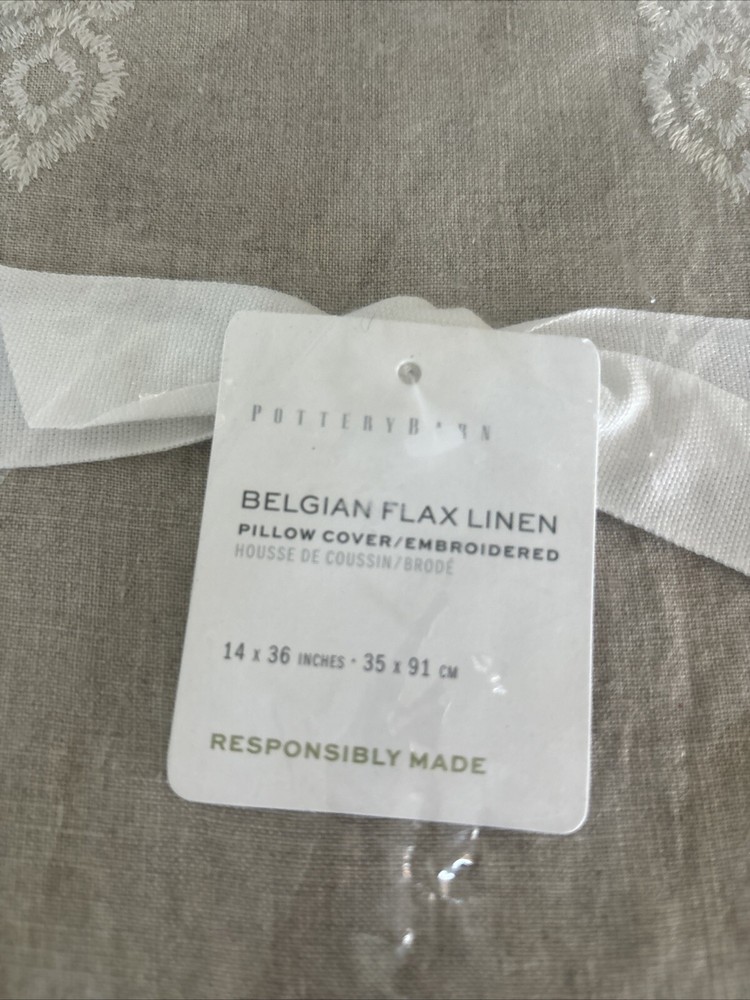 POTTERYBARN
BELGIAN FLAX LINEN
PILLOW COVER/EMBROIDERED
HOUSSE DE COUSSIN/BRODÉ
14 x 36 INCHES · 35 x 91 CM
RESPONSIBLY MADE